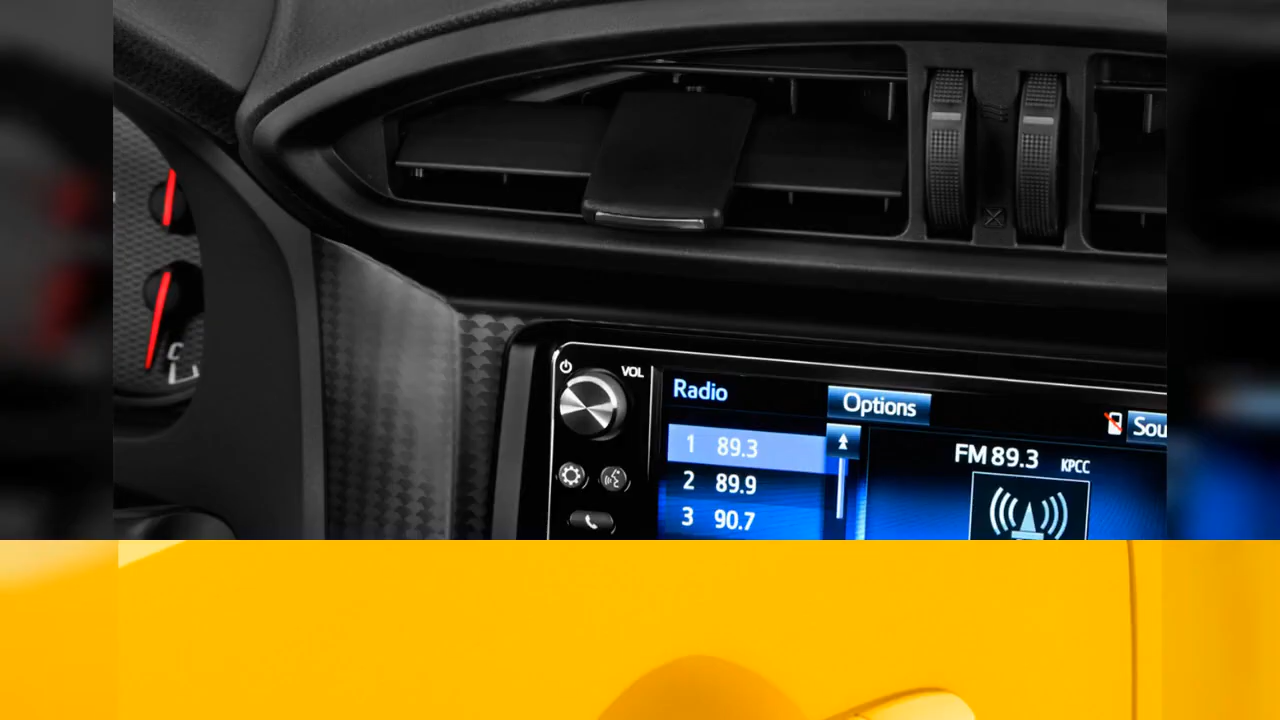 VOL
Radio
Options
Sou
1 89.3
2 89.9
3 90.7
FM 89.3 KPCC
C